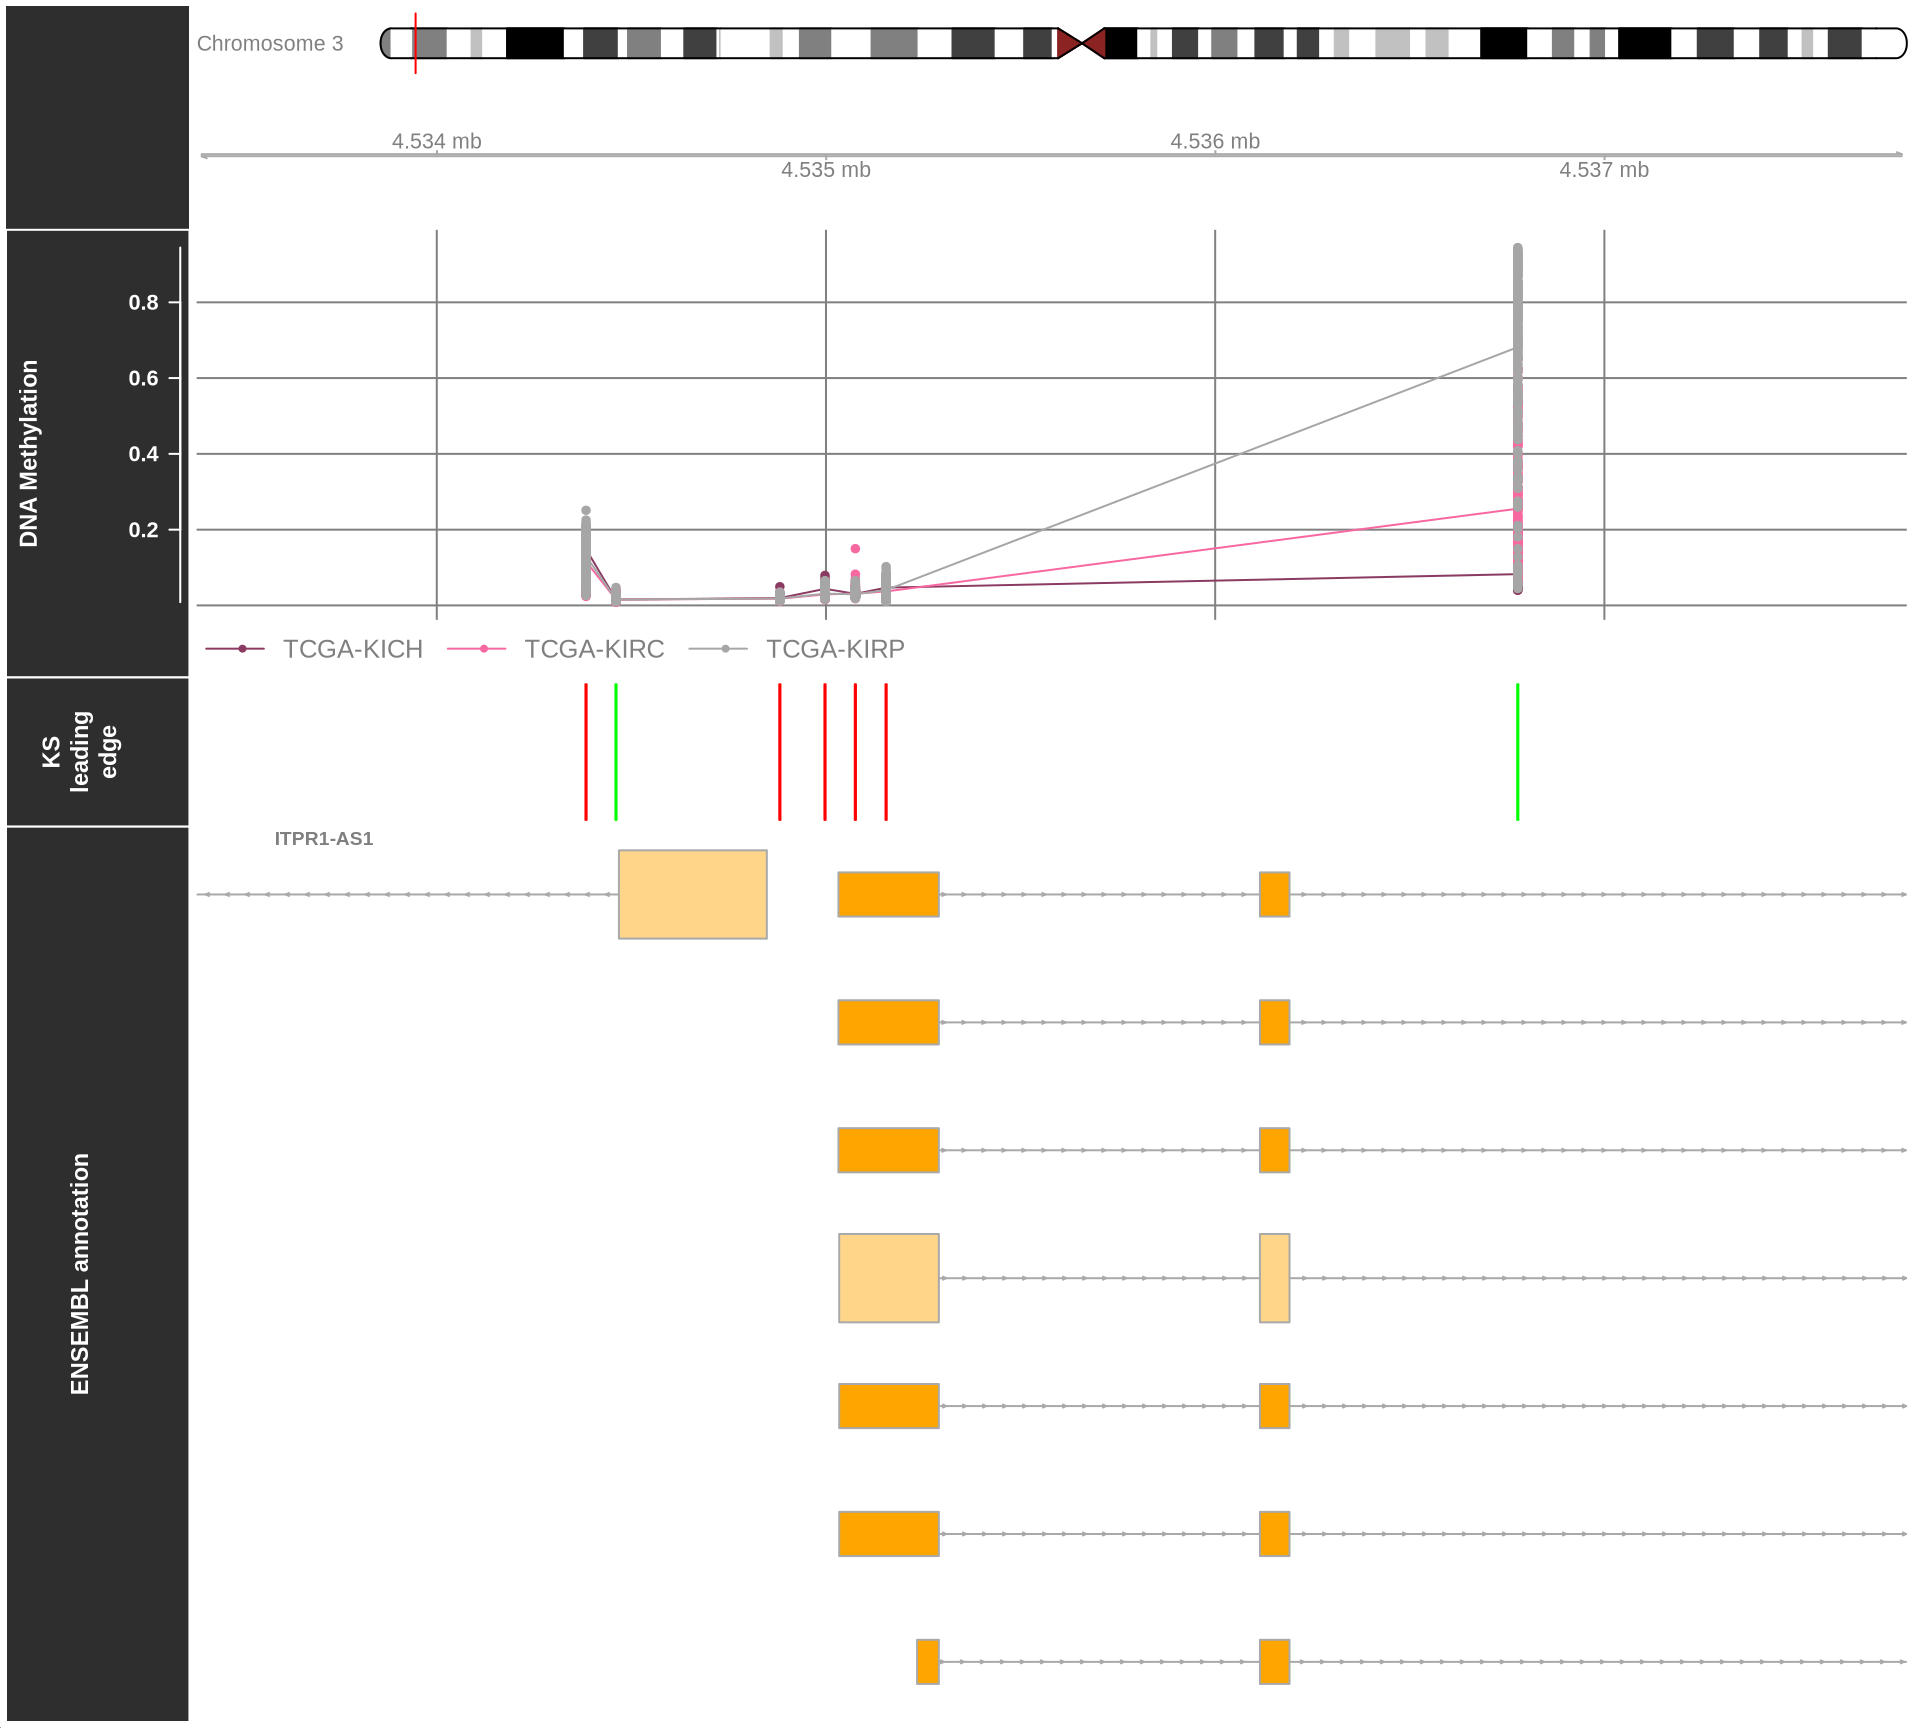 Chromosome 3
4.534 mb
4.536 mb
4.535 mb
4.537 mb
DNA Methylation
0.8
0.6
0.4
0.2
TCGA-KICH
TCGA-KIRC
TCGA-KIRP
KS
leading
edge
ITPR1-AS1
ENSEMBL annotation